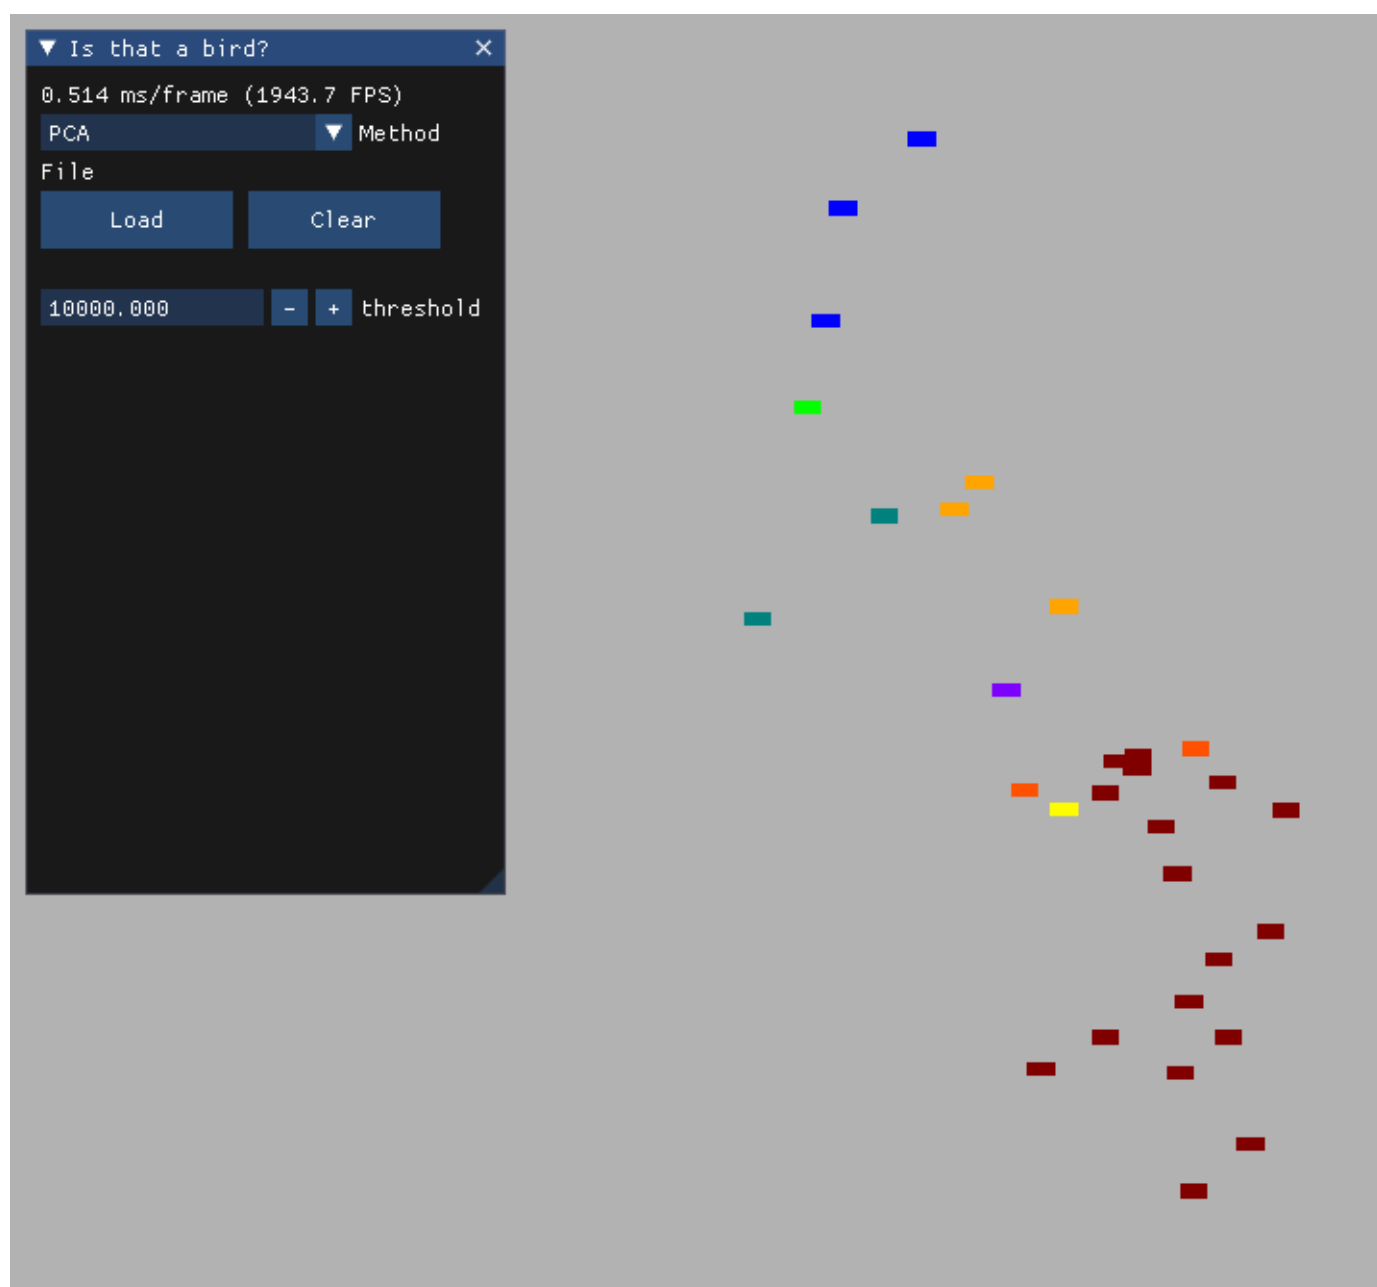 Is that a bird?
0.514 ms/frame (1943.7 FPS)
PCA Method
File
Load Clear
10000.000 - + threshold